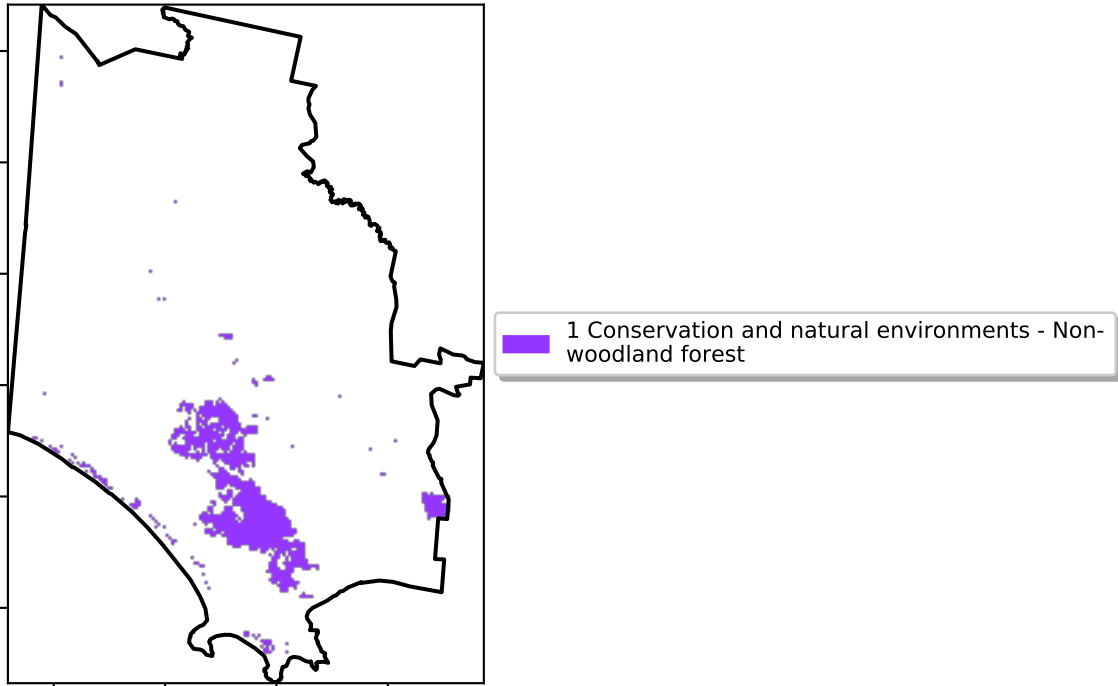 1 Conservation and natural environments - Non-
woodland forest